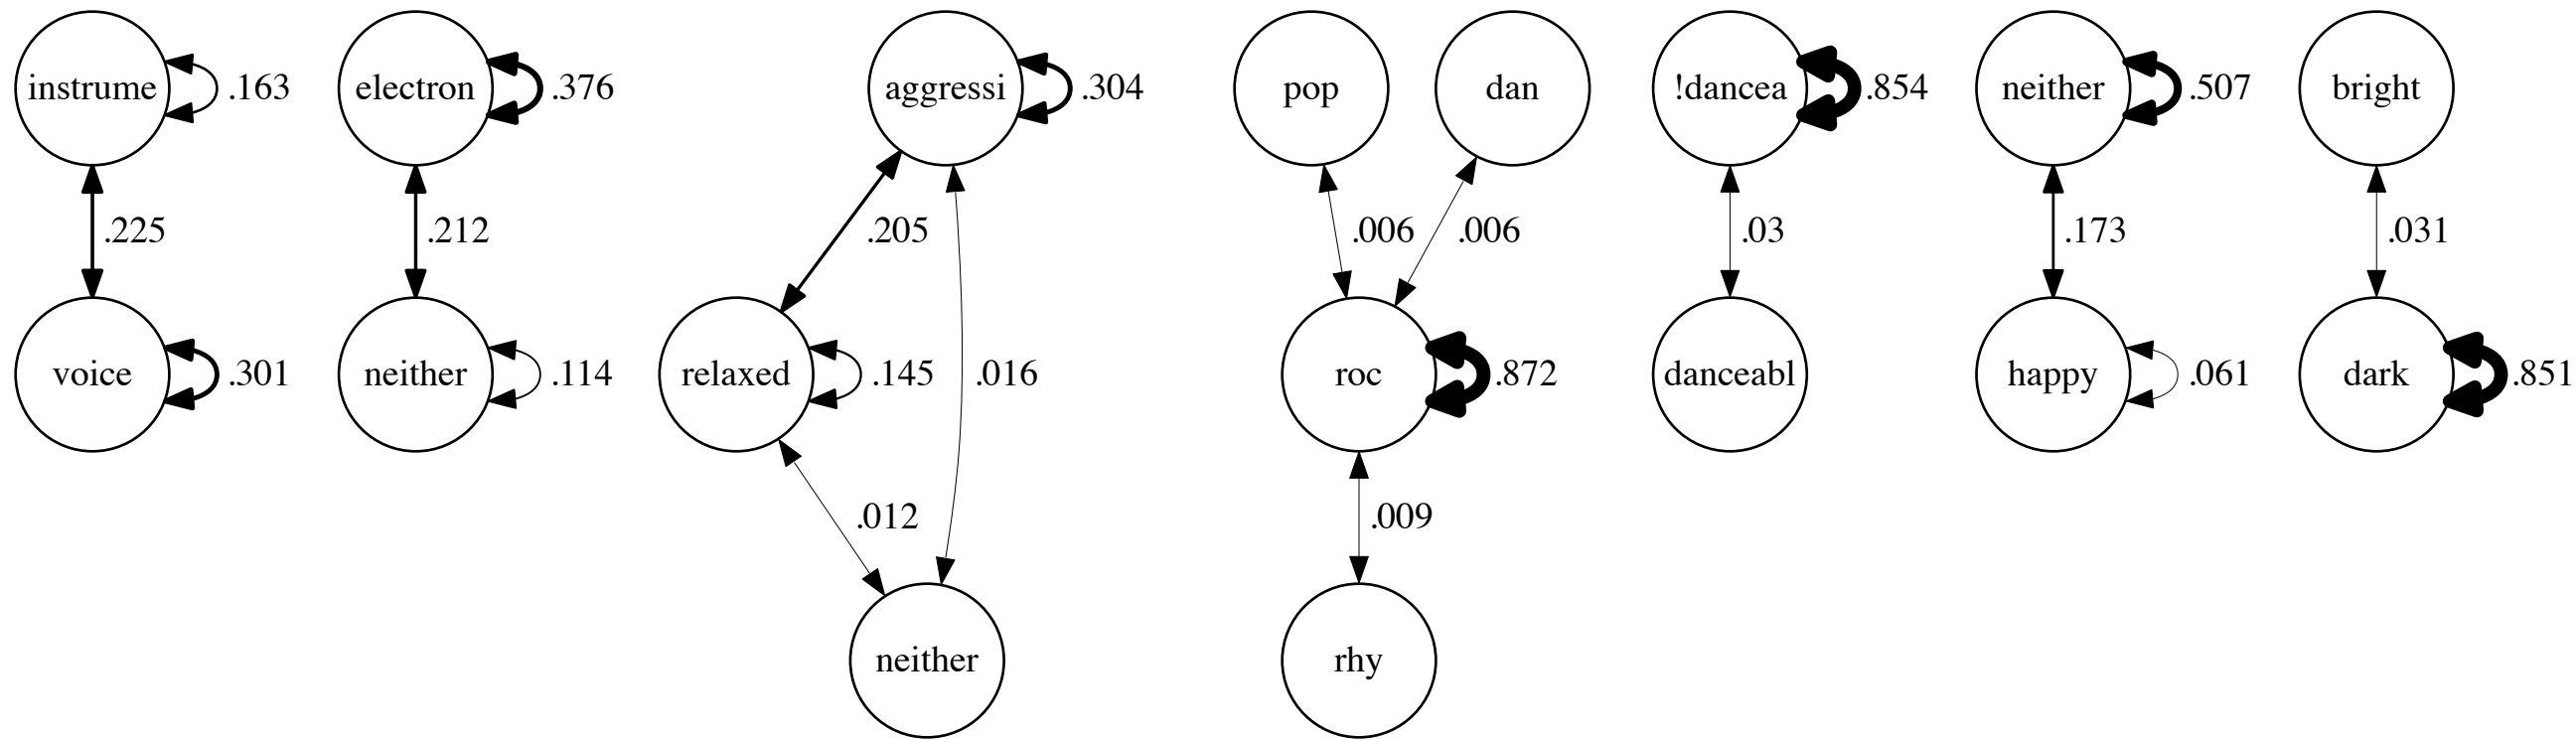 instrume .163
.225
voice .301
electron .376
.212
neither .114
aggressi .304
.205
relaxed .145
.016
.012
neither
pop
dan
.006
.006
roc .872
.009
rhy
!dancea .854
.03
danceabl
neither .507
.173
happy .061
bright
.031
dark .851